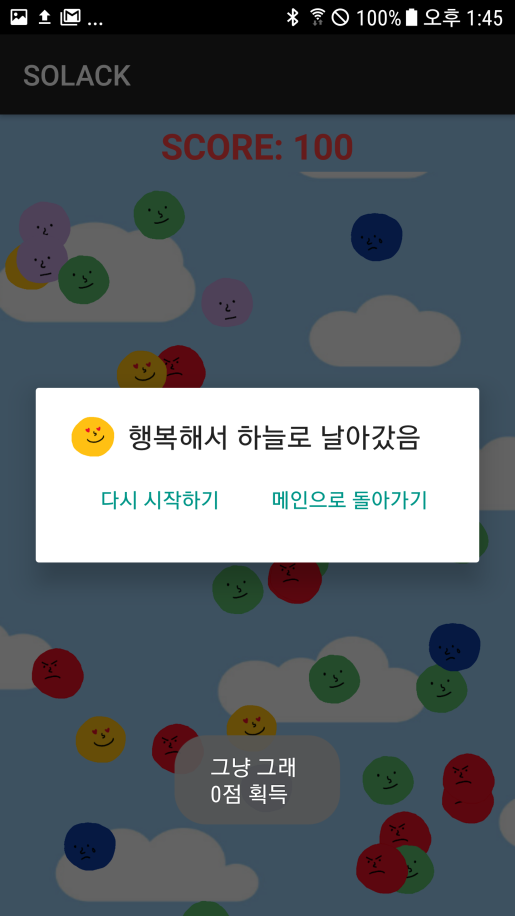 ... 100% 오후 1:45
SOLACK
SCORE: 100
행복해서 하늘로 날아갔음
다시 시작하기 메인으로 돌아가기
그냥 그래
0점 획득